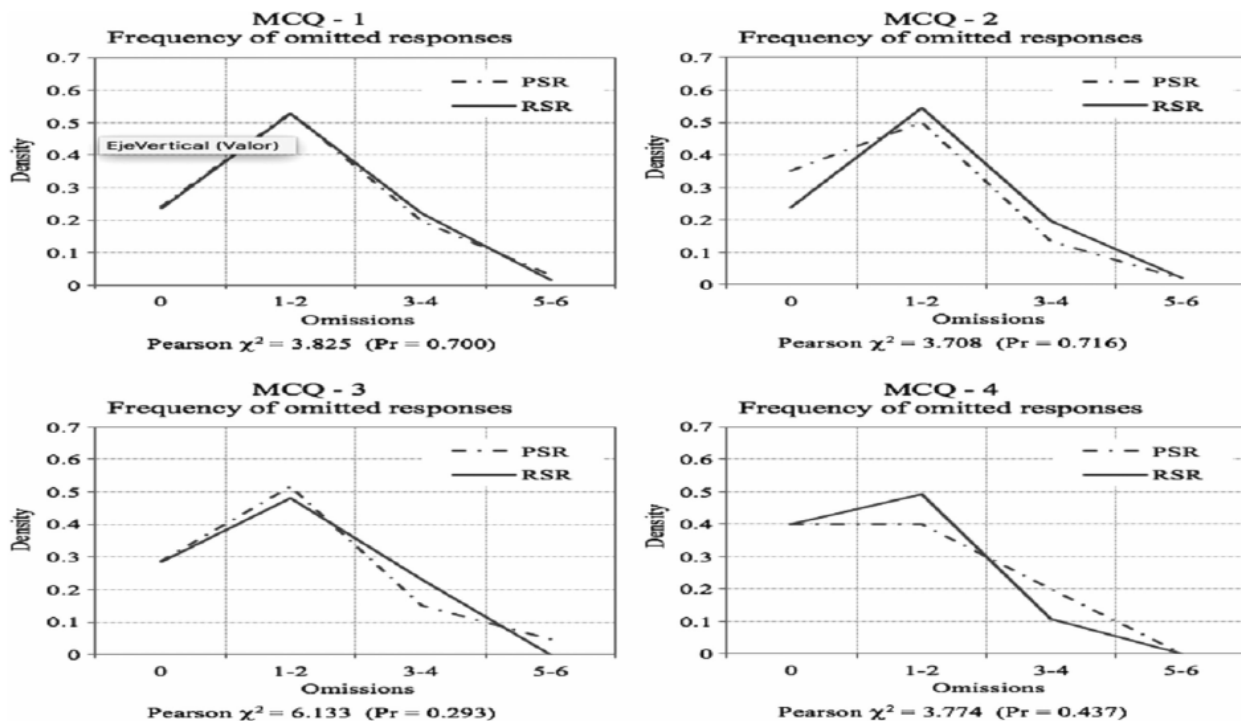 MCQ - 1
Frequency of omitted responses
0.7
0.6
0.5
0.4
0.3
0.2
0.1
0
Density
EjeVertical (Valor)
PSR
RSR
0 1-2 3-4 5-6
Omissions
Pearson χ² = 3.825 (Pr = 0.700)
MCQ - 2
Frequency of omitted responses
0.7
0.6
0.5
0.4
0.3
0.2
0.1
0
Density
PSR
RSR
0 1-2 3-4 5-6
Omissions
Pearson χ² = 3.708 (Pr = 0.716)
MCQ - 3
Frequency of omitted responses
0.7
0.6
0.5
0.4
0.3
0.2
0.1
0
Density
PSR
RSR
0 1-2 3-4 5-6
Omissions
Pearson χ² = 6.133 (Pr = 0.293)
MCQ - 4
Frequency of omitted responses
0.7
0.6
0.5
0.4
0.3
0.2
0.1
0
Density
PSR
RSR
0 1-2 3-4 5-6
Omissions
Pearson χ² = 3.774 (Pr = 0.437)